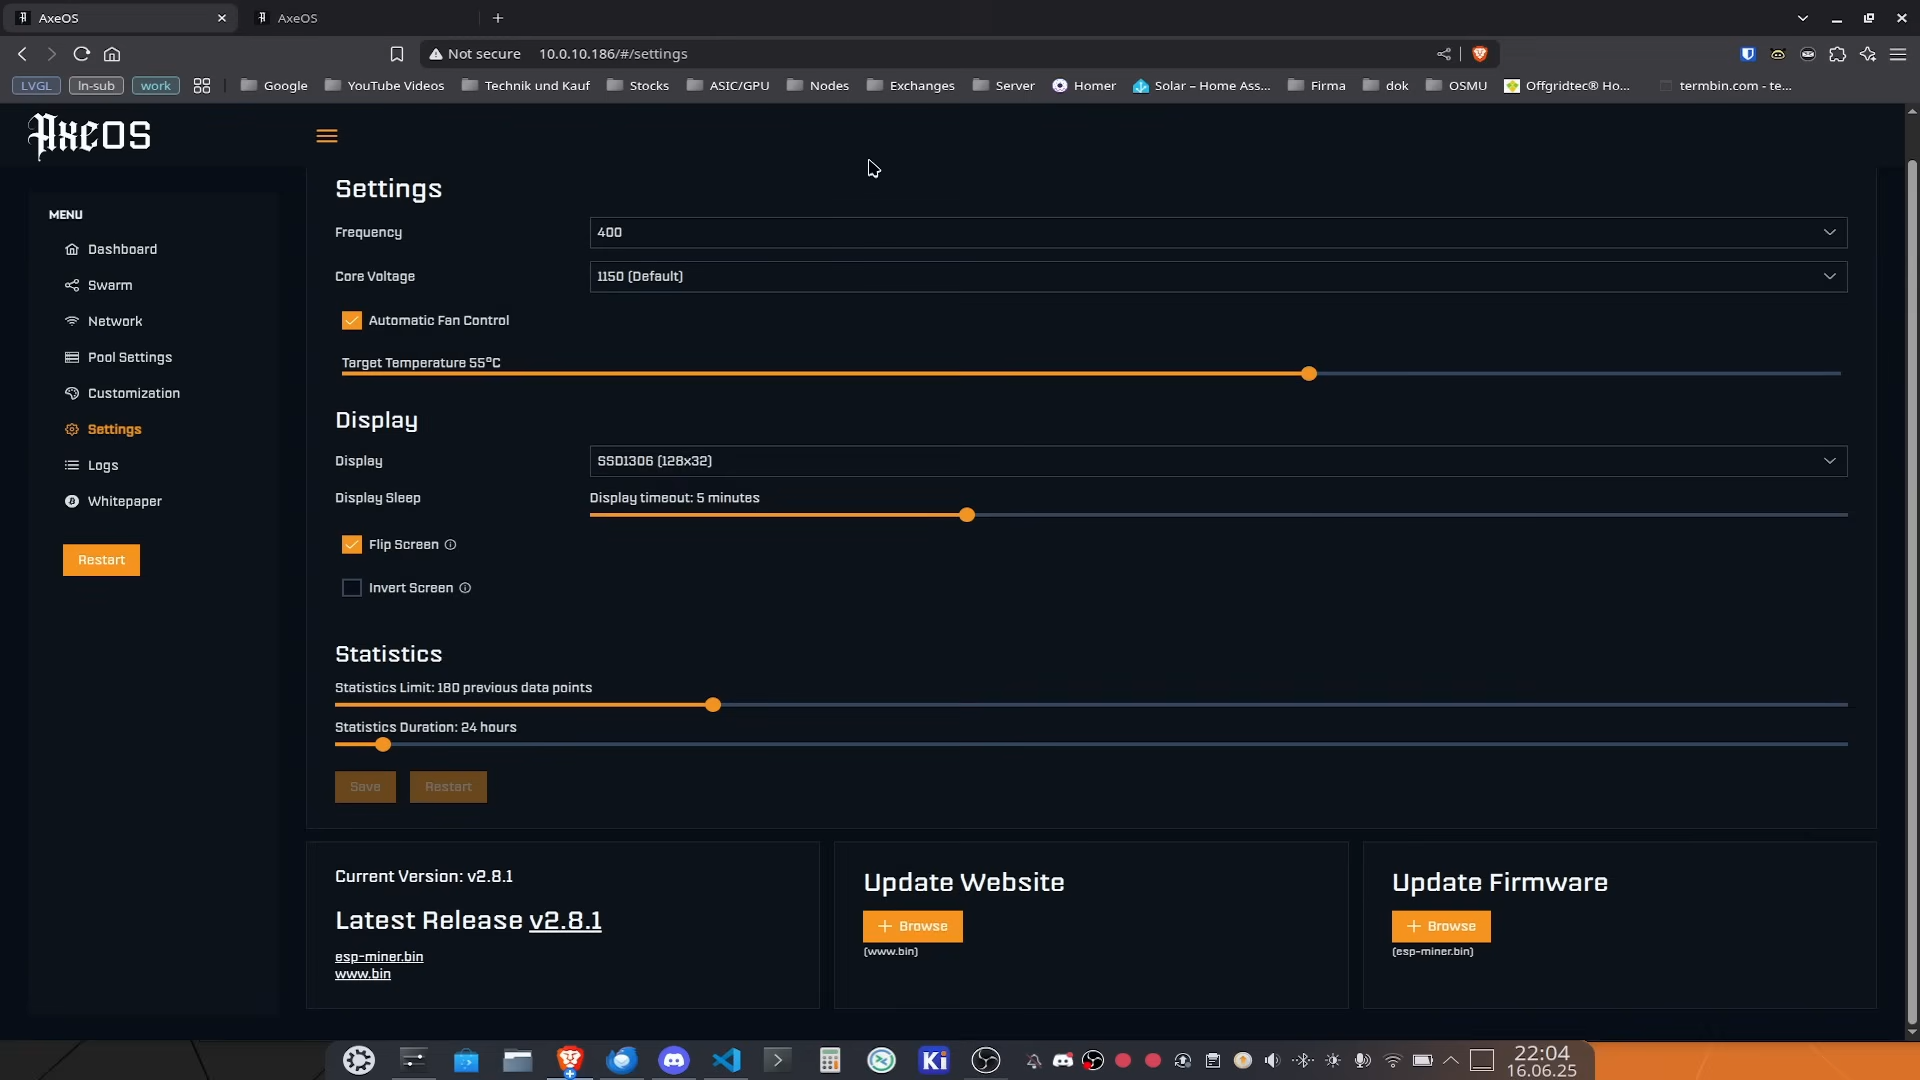 AxeOS
AxeOS
Not secure
10.0.10.186/#/settings
LVGL
ln-sub
work
Google
YouTube Videos
Technik und Kauf
Stocks
ASIC/GPU
Nodes
Exchanges
Server
Homer
Solar – Home Ass...
Firma
dok
OSMU
Offgridtec® Ho...
termbin.com - te...
AxeOS
MENU
Dashboard
Swarm
Network
Pool Settings
Customization
Settings
Logs
Whitepaper
Restart
Settings
Frequency
400
Core Voltage
1150 (Default)
Automatic Fan Control
Target Temperature 55°C
Display
Display
SSD1306 (128x32)
Display Sleep
Display timeout: 5 minutes
Flip Screen
Invert Screen
Statistics
Statistics Limit: 180 previous data points
Statistics Duration: 24 hours
Save
Restart
Current Version: v2.8.1
Latest Release v2.8.1
esp-miner.bin
www.bin
Update Website
+ Browse
(www.bin)
Update Firmware
+ Browse
(esp-miner.bin)
Ki
22:04
16.06.25